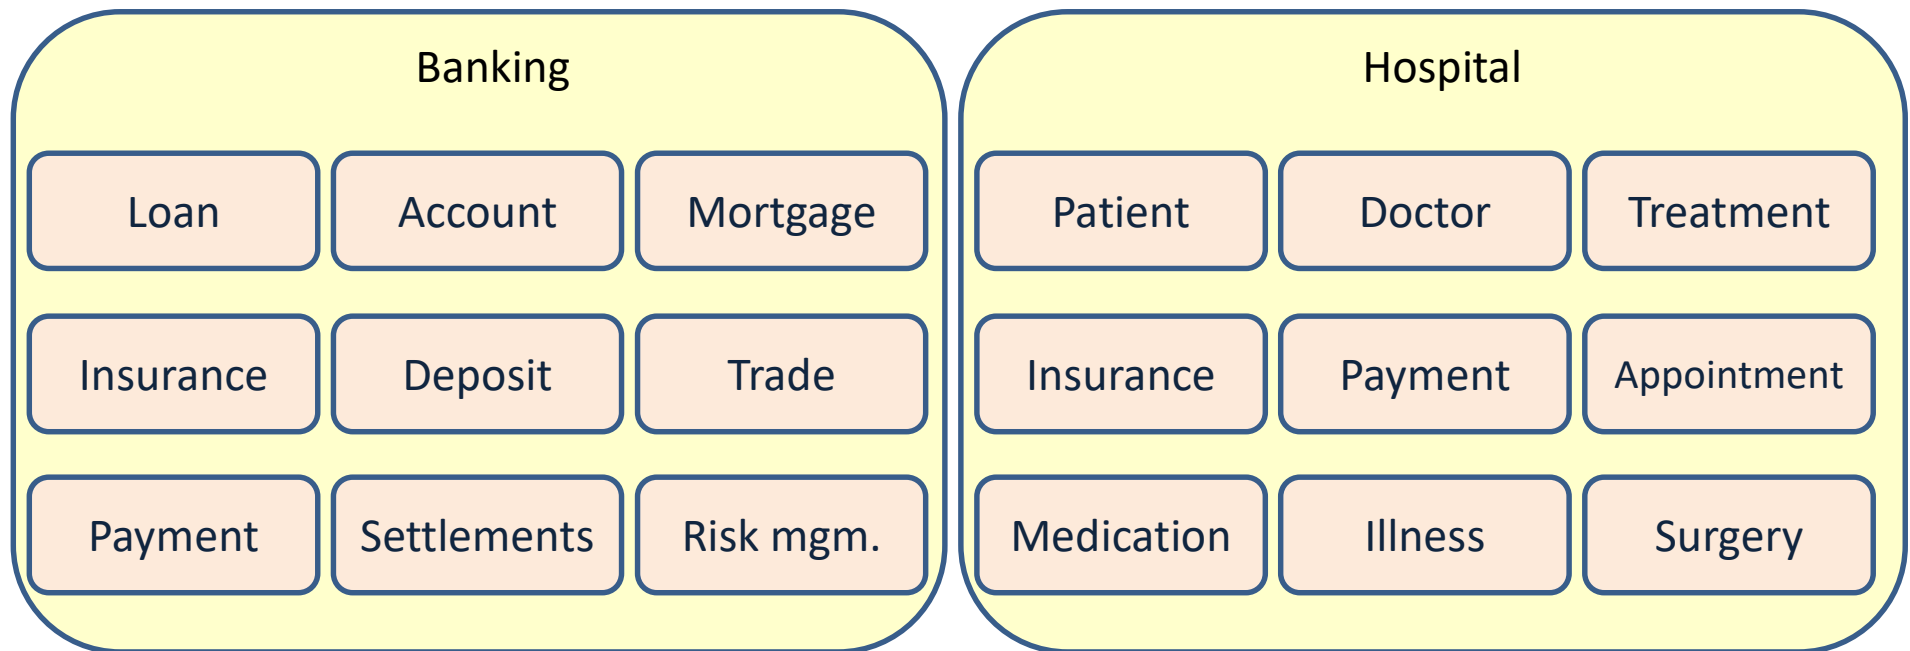 Banking
Loan
Account
Mortgage
Insurance
Deposit
Trade
Payment
Settlements
Risk mgm.
Hospital
Patient
Doctor
Treatment
Insurance
Payment
Appointment
Medication
Illness
Surgery